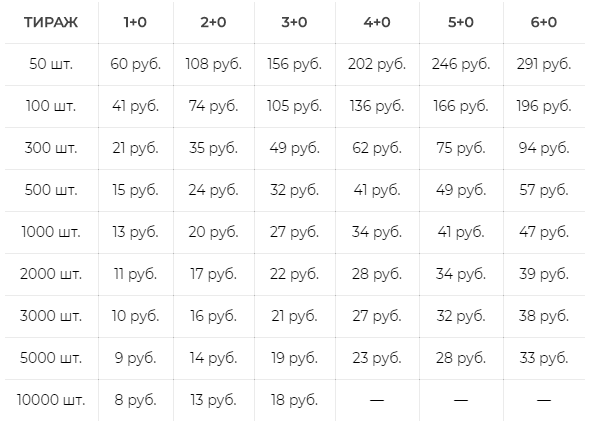 ТИРАЖ 1+0 2+0 3+0 4+0 5+0 6+0
50 шт. 60 руб. 108 руб. 156 руб. 202 руб. 246 руб. 291 руб.
100 шт. 41 руб. 74 руб. 105 руб. 136 руб. 166 руб. 196 руб.
300 шт. 21 руб. 35 руб. 49 руб. 62 руб. 75 руб. 94 руб.
500 шт. 15 руб. 24 руб. 32 руб. 41 руб. 49 руб. 57 руб.
1000 шт. 13 руб. 20 руб. 27 руб. 34 руб. 41 руб. 47 руб.
2000 шт. 11 руб. 17 руб. 22 руб. 28 руб. 34 руб. 39 руб.
3000 шт. 10 руб. 16 руб. 21 руб. 27 руб. 32 руб. 38 руб.
5000 шт. 9 руб. 14 руб. 19 руб. 23 руб. 28 руб. 33 руб.
10000 шт. 8 руб. 13 руб. 18 руб. — — —